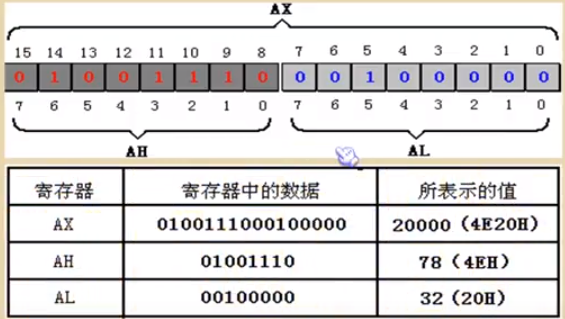 AX
15 14 13 12 11 10 9 8 7 6 5 4 3 2 1 0
0 1 0 0 1 1 1 0 0 0 1 0 0 0 0 0
7 6 5 4 3 2 1 0 7 6 5 4 3 2 1 0
AH AL
寄存器 寄存器中的数据 所表示的值
AX 0100111000100000 20000（4E20H）
AH 01001110 78（4EH）
AL 00100000 32（20H）